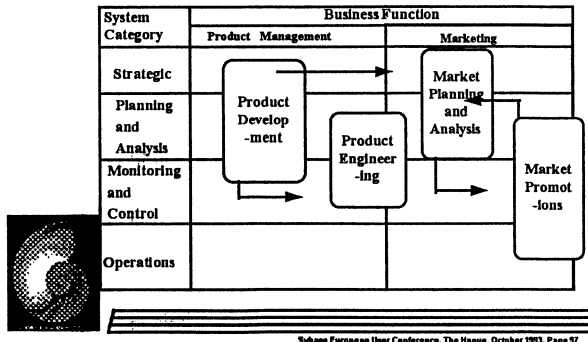 System
Category
Business Function
Product Management
Marketing
Strategic
Planning
and
Analysis
Monitoring
and
Control
Operations
Product
Develop
-ment
Product
Engineer
-ing
Market
Planning
and
Analysis
Market
Promot
-ions
Sybase European User Conference, The Hague, October 1993, Page 97